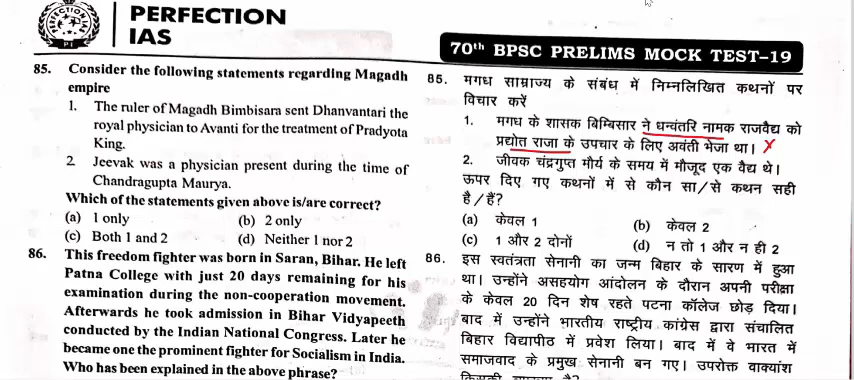 PERFECTION IAS
P I
PERFECTION
IAS
70th BPSC PRELIMS MOCK TEST–19
85. Consider the following statements regarding Magadh
empire
1. The ruler of Magadh Bimbisara sent Dhanvantari the
royal physician to Avanti for the treatment of Pradyota
King.
2. Jeevak was a physician present during the time of
Chandragupta Maurya.
Which of the statements given above is/are correct?
(a) 1 only (b) 2 only
(c) Both 1 and 2 (d) Neither 1 nor 2
86. This freedom fighter was born in Saran, Bihar. He left
Patna College with just 20 days remaining for his
examination during the non-cooperation movement.
Afterwards he took admission in Bihar Vidyapeeth
conducted by the Indian National Congress. Later he
became one the prominent fighter for Socialism in India.
Who has been explained in the above phrase?
85. मगध साम्राज्य के संबंध में निम्नलिखित कथनों पर
विचार करें
1. मगध के शासक बिम्बिसार ने धन्वंतरि नामक राजवैद्य को
प्रद्योत राजा के उपचार के लिए अवंती भेजा था।
2. जीवक चंद्रगुप्त मौर्य के समय में मौजूद एक वैद्य थे।
ऊपर दिए गए कथनों में से कौन सा/से कथन सही
है/हैं?
(a) केवल 1 (b) केवल 2
(c) 1 और 2 दोनों (d) न तो 1 और न ही 2
86. इस स्वतंत्रता सेनानी का जन्म बिहार के सारण में हुआ
था। उन्होंने असहयोग आंदोलन के दौरान अपनी परीक्षा
के केवल 20 दिन शेष रहते पटना कॉलेज छोड़ दिया।
बाद में उन्होंने भारतीय राष्ट्रीय कांग्रेस द्वारा संचालित
बिहार विद्यापीठ में प्रवेश लिया। बाद में वे भारत में
समाजवाद के प्रमुख सेनानी बन गए। उपरोक्त वाक्यांश